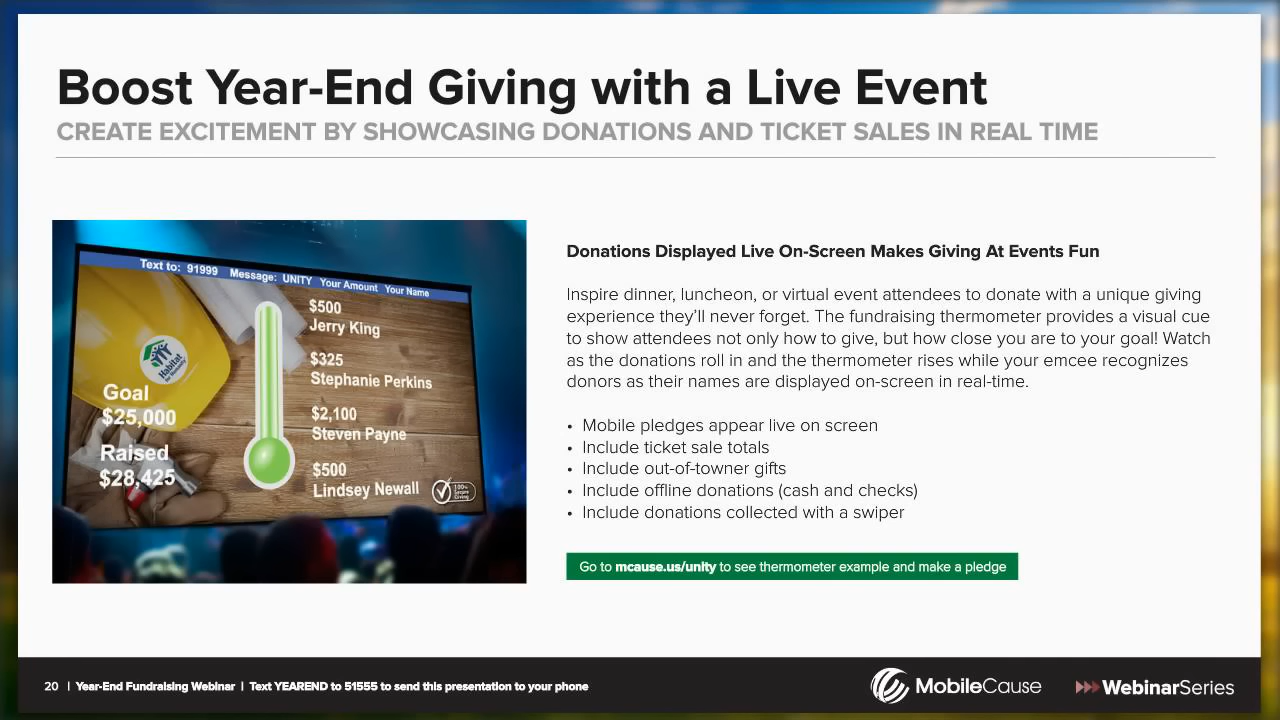 Boost Year-End Giving with a Live Event
CREATE EXCITEMENT BY SHOWCASING DONATIONS AND TICKET SALES IN REAL TIME
Text to: 91999 Message: UNITY Your Amount Your Name
Habitat
for Humanity
Goal
$25,000
Raised
$28,425
$500
Jerry King
$325
Stephanie Perkins
$2,100
Steven Payne
$500
Lindsey Newall
100%
Secure
Giving
Donations Displayed Live On-Screen Makes Giving At Events Fun
Inspire dinner, luncheon, or virtual event attendees to donate with a unique giving
experience they’ll never forget. The fundraising thermometer provides a visual cue
to show attendees not only how to give, but how close you are to your goal! Watch
as the donations roll in and the thermometer rises while your emcee recognizes
donors as their names are displayed on-screen in real-time.
• Mobile pledges appear live on screen
• Include ticket sale totals
• Include out-of-towner gifts
• Include offline donations (cash and checks)
• Include donations collected with a swiper
Go to mcause.us/unity to see thermometer example and make a pledge
20 | Year-End Fundraising Webinar | Text YEAREND to 51555 to send this presentation to your phone
MobileCause
WebinarSeries